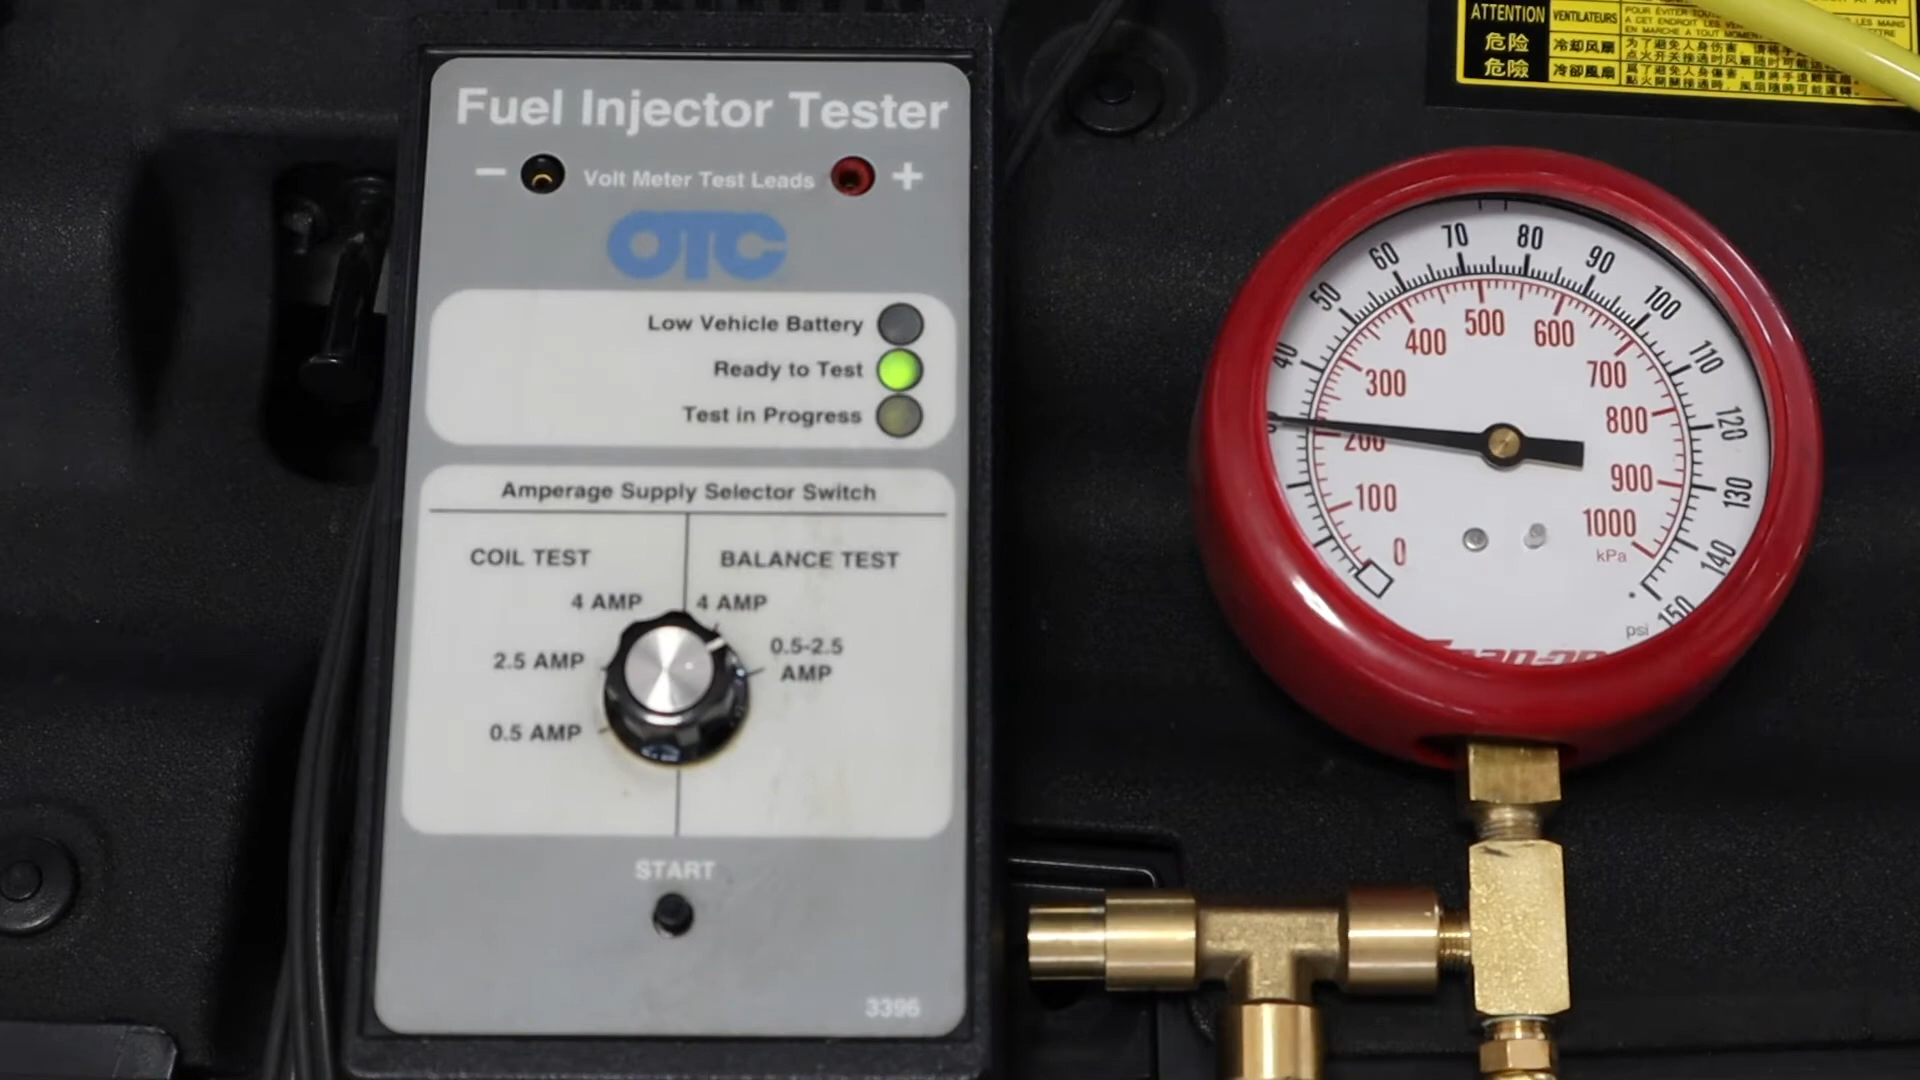 Fuel Injector Tester
− Volt Meter Test Leads +
OTC
Low Vehicle Battery
Ready to Test
Test in Progress
Amperage Supply Selector Switch
COIL TEST
BALANCE TEST
4 AMP
4 AMP
2.5 AMP
0.5-2.5
AMP
0.5 AMP
START
3396
ATTENTION
VENTILATEURS
POUR ÉVITER
危险
冷却风扇
危險
冷卻風扇
40
50
60
70
80
90
100
110
120
130
140
150
psi
0
100
200
300
400
500
600
700
800
900
1000
kPa